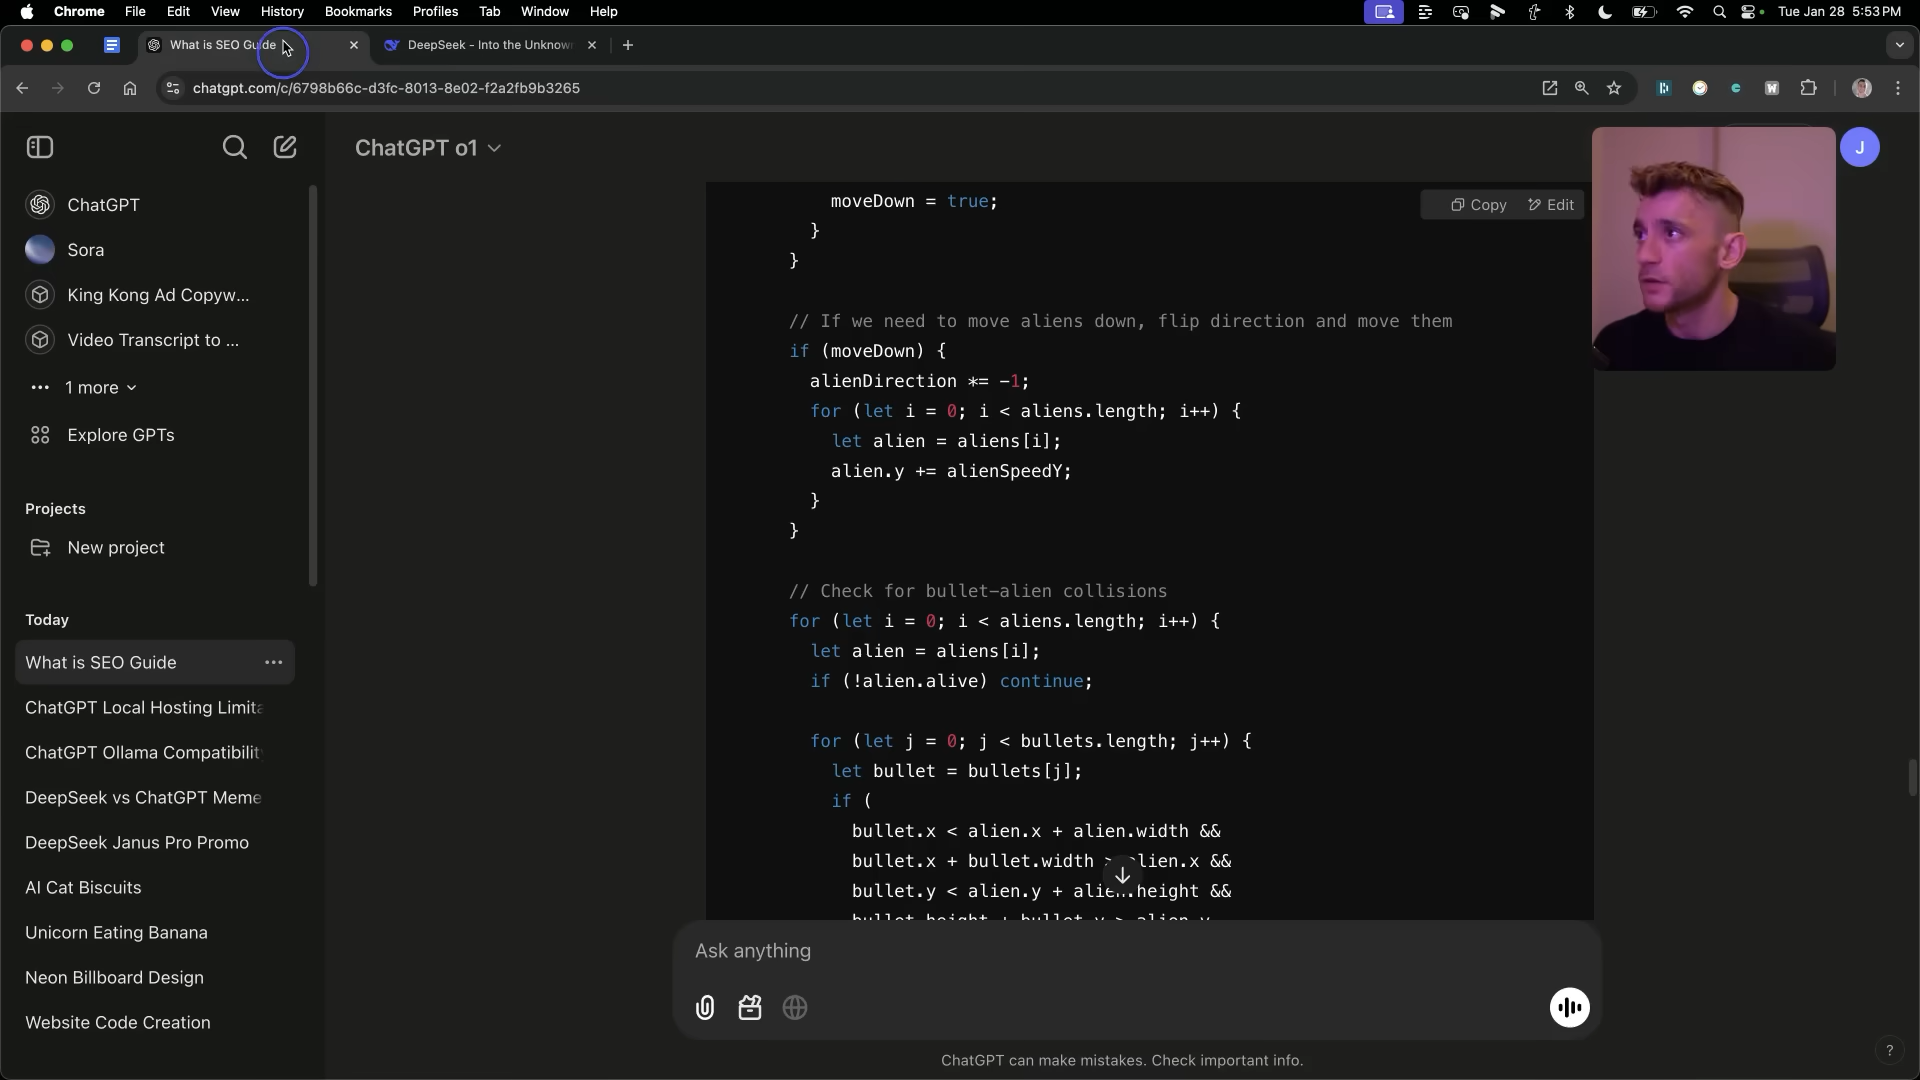 Chrome File Edit View History Bookmarks Profiles Tab Window Help
Tue Jan 28 5:53 PM
What is SEO Guide
DeepSeek - Into the Unknown
chatgpt.com/c/6798b66c-d3fc-8013-8e02-f2a2fb9b3265
ChatGPT o1
J
ChatGPT
Sora
King Kong Ad Copyw...
Video Transcript to ...
1 more
Explore GPTs
Projects
New project
Today
What is SEO Guide
ChatGPT Local Hosting Limita
ChatGPT Ollama Compatibility
DeepSeek vs ChatGPT Meme
DeepSeek Janus Pro Promo
AI Cat Biscuits
Unicorn Eating Banana
Neon Billboard Design
Website Code Creation
Copy Edit
moveDown = true;
}
}
// If we need to move aliens down, flip direction and move them
if (moveDown) {
alienDirection *= -1;
for (let i = 0; i < aliens.length; i++) {
let alien = aliens[i];
alien.y += alienSpeedY;
}
}
// Check for bullet-alien collisions
for (let i = 0; i < aliens.length; i++) {
let alien = aliens[i];
if (!alien.alive) continue;
for (let j = 0; j < bullets.length; j++) {
let bullet = bullets[j];
if (
bullet.x < alien.x + alien.width &&
bullet.x + bullet.width > alien.x &&
bullet.y < alien.y + alien.height &&
Ask anything
ChatGPT can make mistakes. Check important info.
?